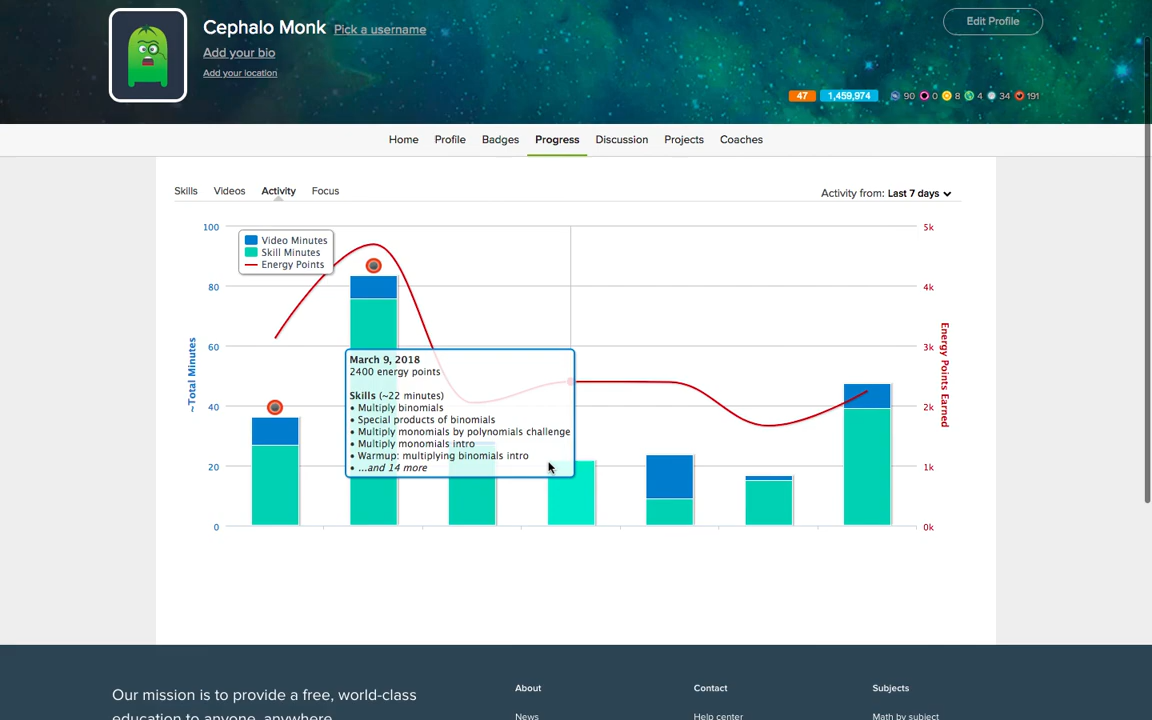 Cephalo Monk Pick a username
Edit Profile
Add your bio
Add your location
47 1,459,974 90 0 8 4 34 191
Home Profile Badges Progress Discussion Projects Coaches
Skills Videos Activity Focus
Activity from: Last 7 days
100
80
60
40
20
0
~Total Minutes
Video Minutes
Skill Minutes
Energy Points
March 9, 2018
2400 energy points
Skills (~22 minutes)
• Multiply binomials
• Special products of binomials
• Multiply monomials by polynomials challenge
• Multiply monomials intro
• Warmup: multiplying binomials intro
• ...and 14 more
5k
4k
3k
2k
1k
0k
Energy Points Earned
Our mission is to provide a free, world-class
education to anyone, anywhere.
About
News
Contact
Help center
Subjects
Math by subject